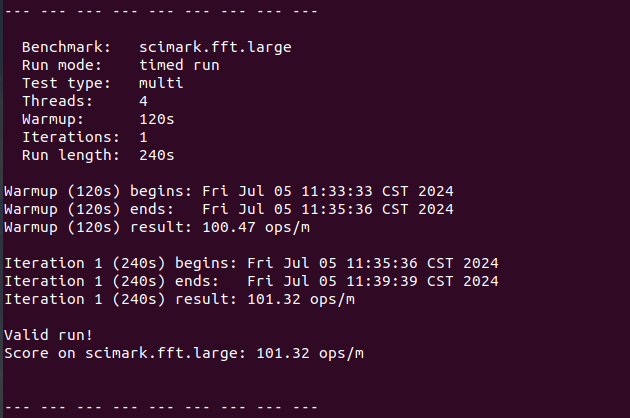 --- --- --- --- --- --- --- --- ---
Benchmark: scimark.fft.large
Run mode: timed run
Test type: multi
Threads: 4
Warmup: 120s
Iterations: 1
Run length: 240s
Warmup (120s) begins: Fri Jul 05 11:33:33 CST 2024
Warmup (120s) ends: Fri Jul 05 11:35:36 CST 2024
Warmup (120s) result: 100.47 ops/m
Iteration 1 (240s) begins: Fri Jul 05 11:35:36 CST 2024
Iteration 1 (240s) ends: Fri Jul 05 11:39:39 CST 2024
Iteration 1 (240s) result: 101.32 ops/m
Valid run!
Score on scimark.fft.large: 101.32 ops/m
--- --- --- --- --- --- --- --- ---